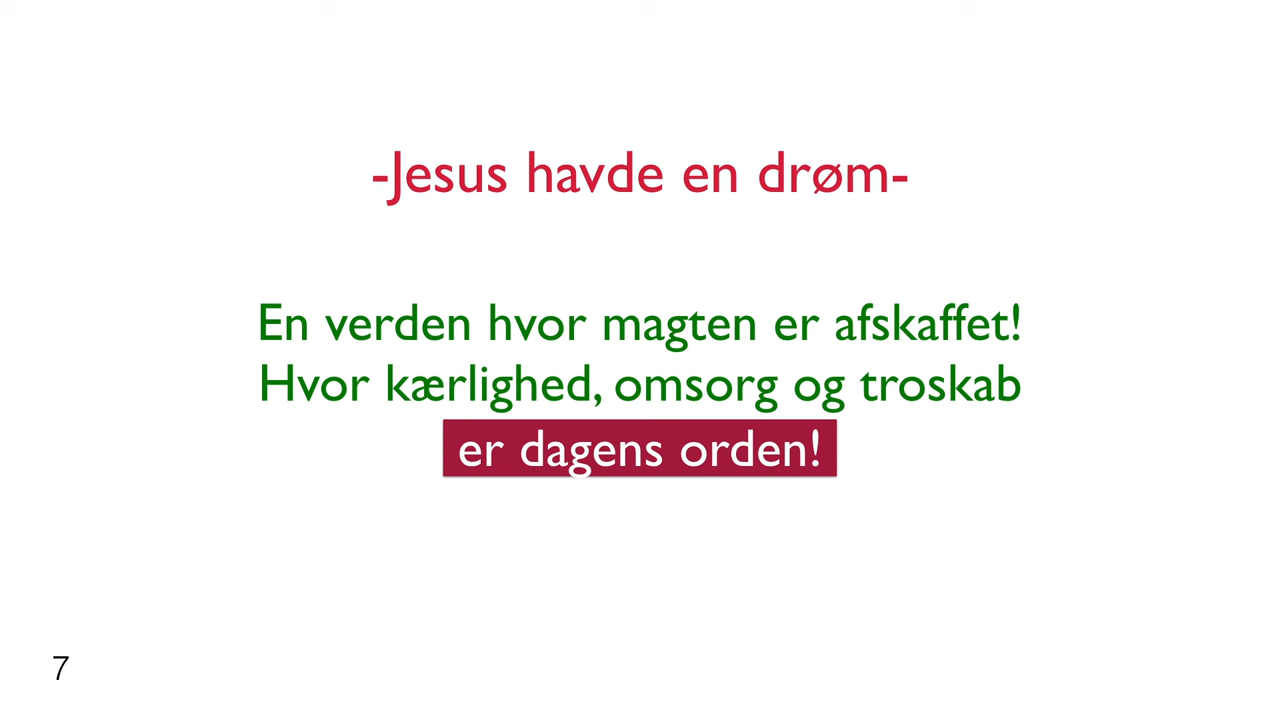 -Jesus havde en drøm-
En verden hvor magten er afskaffet!
Hvor kærlighed, omsorg og troskab
er dagens orden!
7